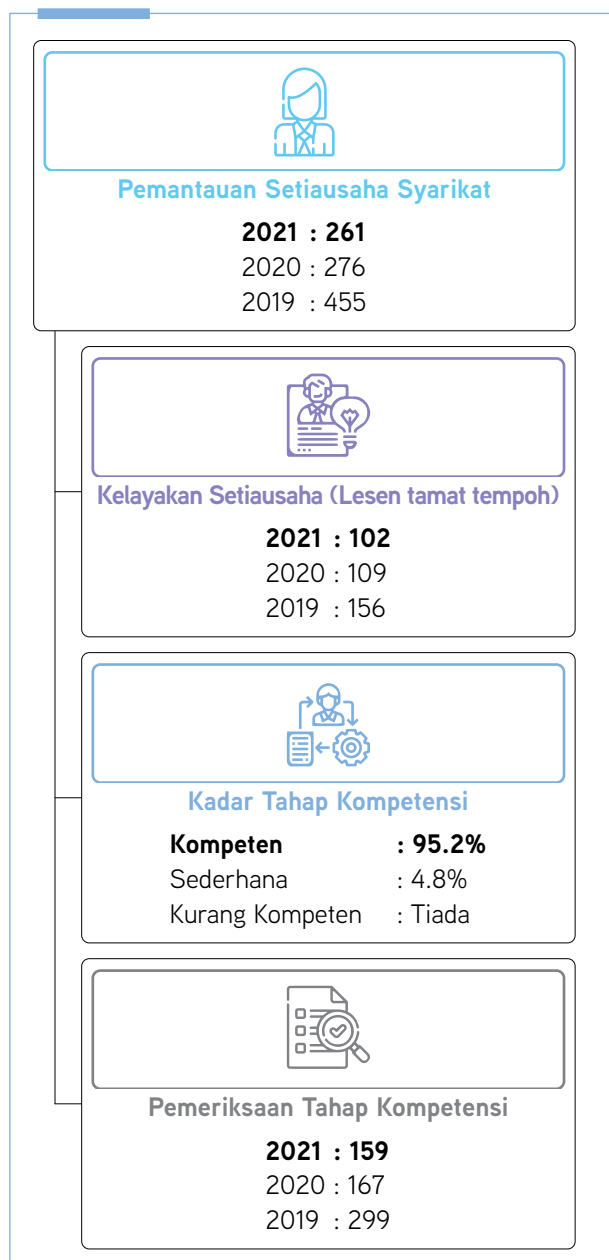 Pemantauan Setiausaha Syarikat
2021 : 261
2020 : 276
2019 : 455
Kelayakan Setiausaha (Lesen tamat tempoh)
2021 : 102
2020 : 109
2019 : 156
Kadar Tahap Kompetensi
Kompeten : 95.2%
Sederhana : 4.8%
Kurang Kompeten : Tiada
Pemeriksaan Tahap Kompetensi
2021 : 159
2020 : 167
2019 : 299